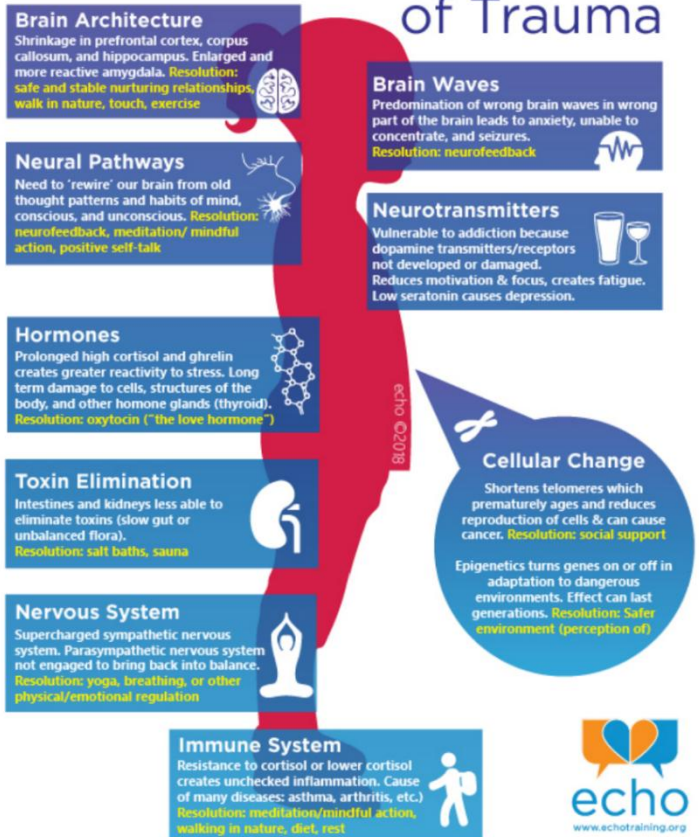 of Trauma
Brain Architecture
Shrinkage in prefrontal cortex, corpus
callosum, and hippocampus. Enlarged and
more reactive amygdala. Resolution:
safe and stable nurturing relationships,
walk in nature, touch, exercise
Brain Waves
Predomination of wrong brain waves in wrong
part of the brain leads to anxiety, unable to
concentrate, and seizures.
Resolution: neurofeedback
Neural Pathways
Need to 'rewire' our brain from old
thought patterns and habits of mind,
conscious, and unconscious. Resolution:
neurofeedback, meditation/ mindful
action, positive self-talk
Neurotransmitters
Vulnerable to addiction because
dopamine transmitters/receptors
not developed or damaged.
Reduces motivation & focus, creates fatigue.
Low seratonin causes depression.
Hormones
Prolonged high cortisol and ghrelin
creates greater reactivity to stress. Long
term damage to cells, structures of the
body, and other homone glands (thyroid).
Resolution: oxytocin ("the love hormone")
echo ©2018
Cellular Change
Shortens telomeres which
prematurely ages and reduces
reproduction of cells & can cause
cancer. Resolution: social support
Epigenetics turns genes on or off in
adaptation to dangerous
environments. Effect can last
generations. Resolution: Safer
environment (perception of)
Toxin Elimination
Intestines and kidneys less able to
eliminate toxins (slow gut or
unbalanced flora).
Resolution: salt baths, sauna
Nervous System
Supercharged sympathetic nervous
system. Parasympathetic nervous system
not engaged to bring back into balance.
Resolution: yoga, breathing, or other
physical/emotional regulation
Immune System
Resistance to cortisol or lower cortisol
creates unchecked inflammation. Cause
of many diseases: asthma, arthritis, etc.)
Resolution: meditation/mindful action,
walking in nature, diet, rest
echo
www.echotraining.org